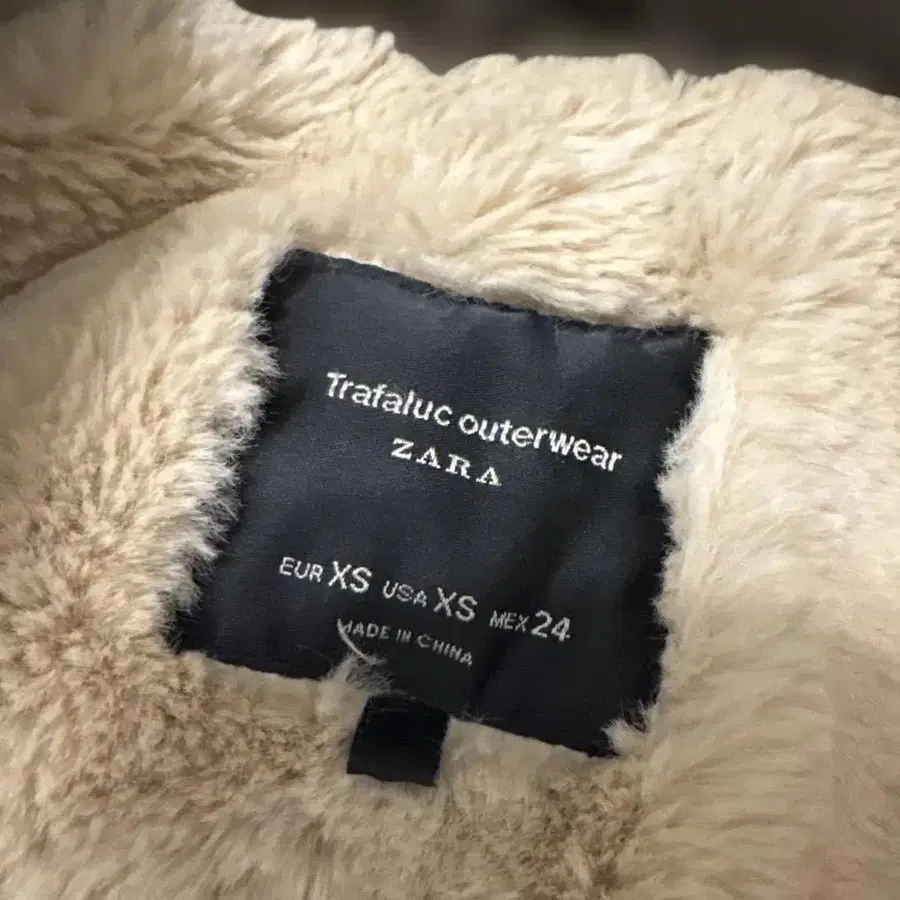 Trafaluc outerwear
ZARA
EUR XS USA XS MEX 24
MADE IN CHINA